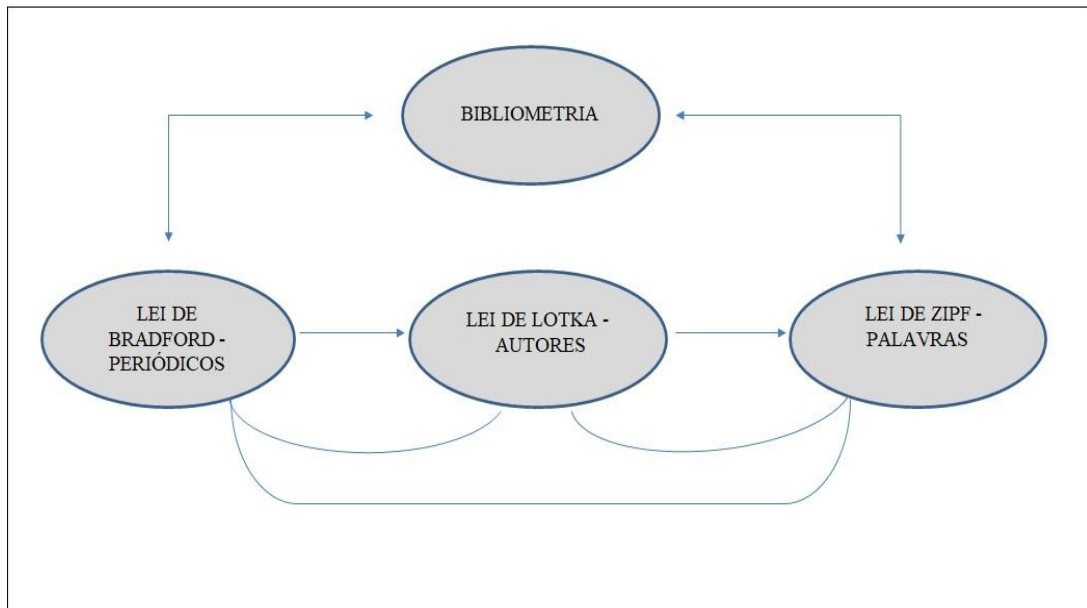 BIBLIOMETRIA
LEI DE
BRADFORD -
PERIÓDICOS
LEI DE LOTKA -
AUTORES
LEI DE ZIPF -
PALAVRAS